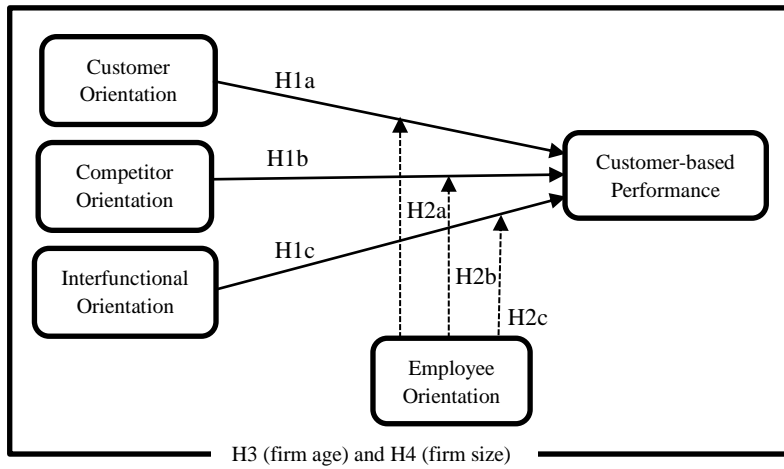 Customer
Orientation
H1a
Competitor
Orientation
H1b
Customer-based
Performance
H2a
Interfunctional
Orientation
H1c
H2b
H2c
Employee
Orientation
H3 (firm age) and H4 (firm size)